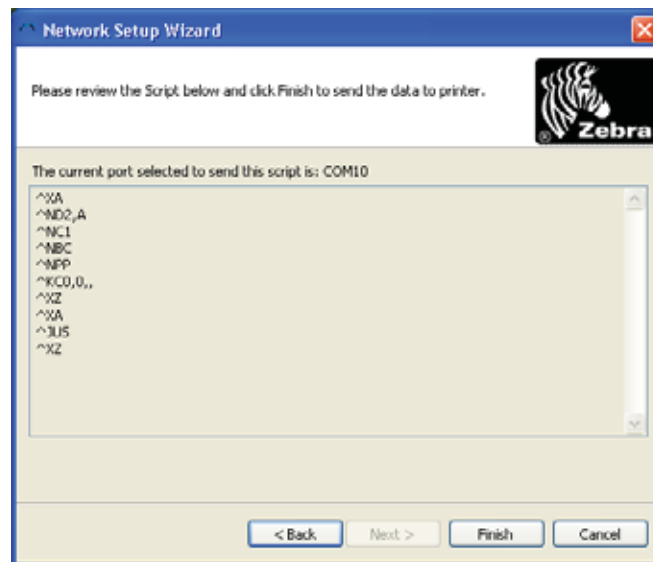 Network Setup Wizard
Please review the Script below and click Finish to send the data to printer.
® Zebra
The current port selected to send this script is: COM10
^XA
^ND2,A
^NC1
^NBC
^NPP
^KC0,0,,
^XZ
^XA
^JUS
^XZ
< Back
Next >
Finish
Cancel